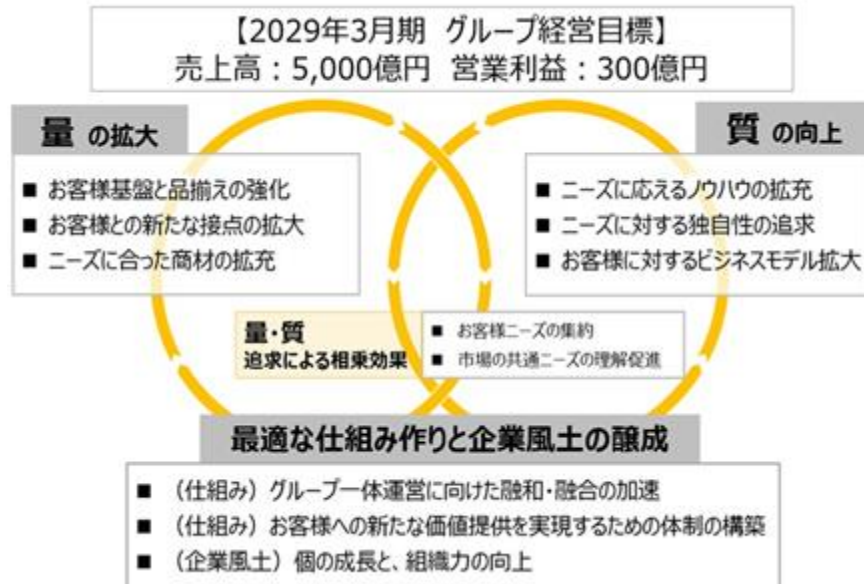 【2029年3月期 グループ経営目標】
売上高：5,000億円 営業利益：300億円
量 の拡大
■ お客様基盤と品揃えの強化
■ お客様との新たな接点の拡大
■ ニーズに合った商材の拡充
質 の向上
■ ニーズに応えるノウハウの拡充
■ ニーズに対する独自性の追求
■ お客様に対するビジネスモデル拡大
量・質
追求による相乗効果
■ お客様ニーズの集約
■ 市場の共通ニーズの理解促進
最適な仕組み作りと企業風土の醸成
■ （仕組み）グループ一体運営に向けた融和・融合の加速
■ （仕組み）お客様への新たな価値提供を実現するための体制の構築
■ （企業風土）個の成長と、組織力の向上